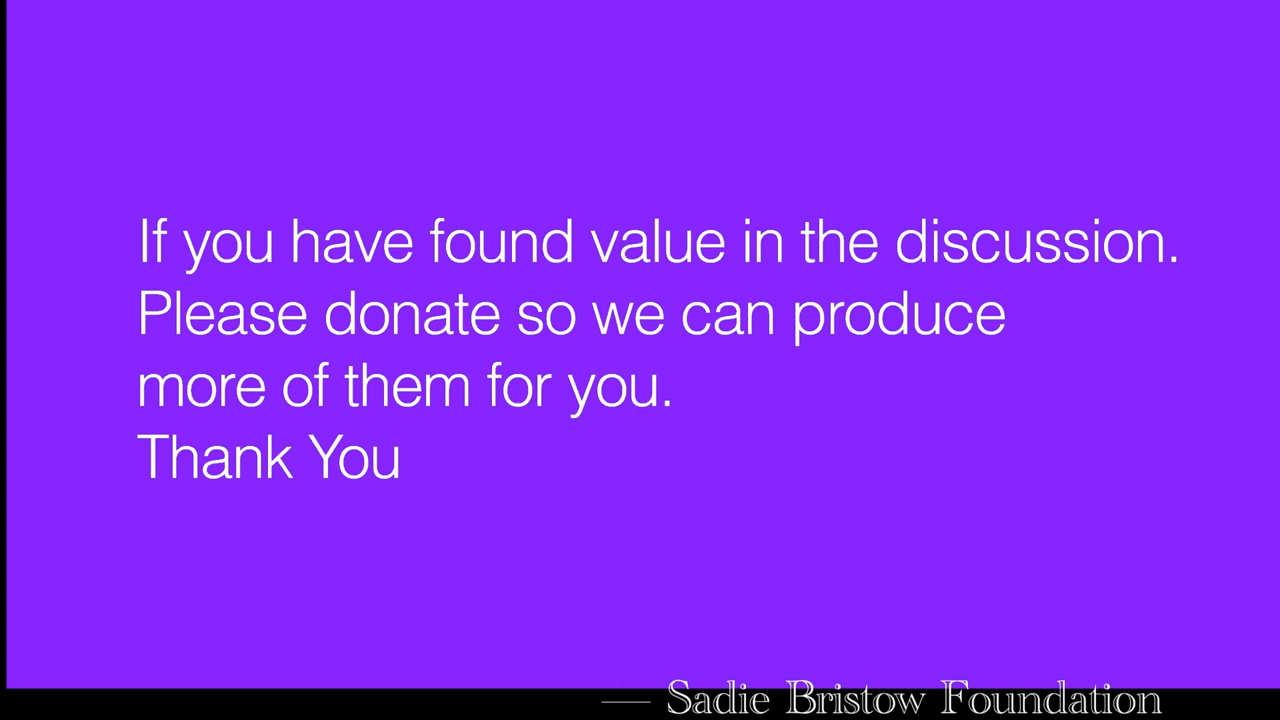 If you have found value in the discussion.
Please donate so we can produce
more of them for you.
Thank You
— Sadie Bristow Foundation